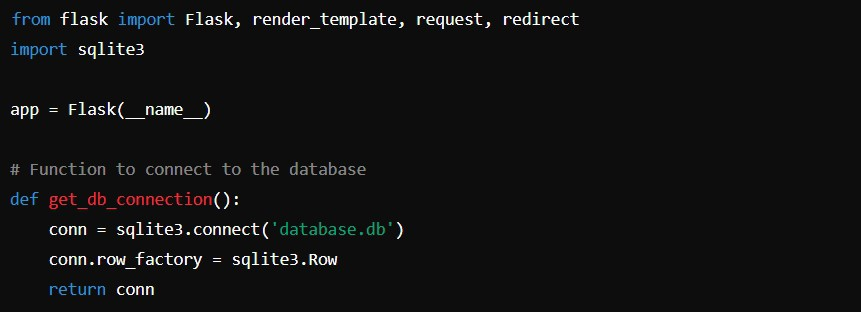 from flask import Flask, render_template, request, redirect
import sqlite3
app = Flask(__name__)
# Function to connect to the database
def get_db_connection():
    conn = sqlite3.connect('database.db')
    conn.row_factory = sqlite3.Row
    return conn